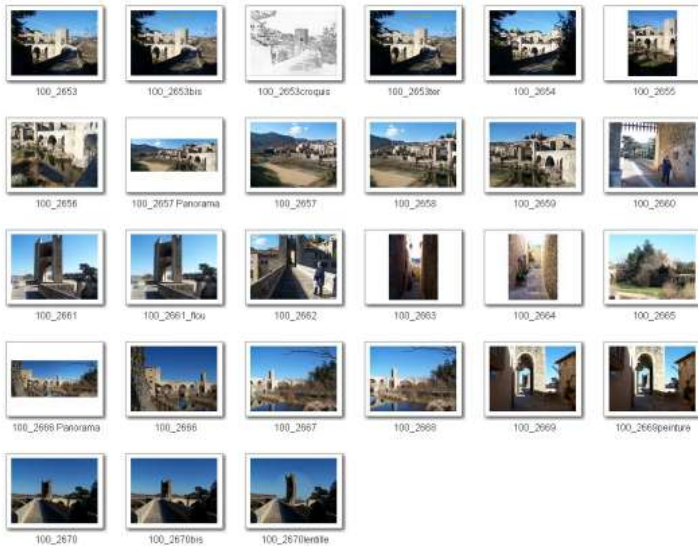 100_2653 100_2653bis 100_2653croquis 100_2653ter 100_2654 100_2655
100_2656 100_2657 Panorama 100_2657 100_2658 100_2659 100_2660
100_2661 100_2661_flou 100_2662 100_2663 100_2664 100_2665
100_2666 Panorama 100_2666 100_2667 100_2668 100_2669 100_2669peinture
100_2670 100_2670bis 100_2670lentille